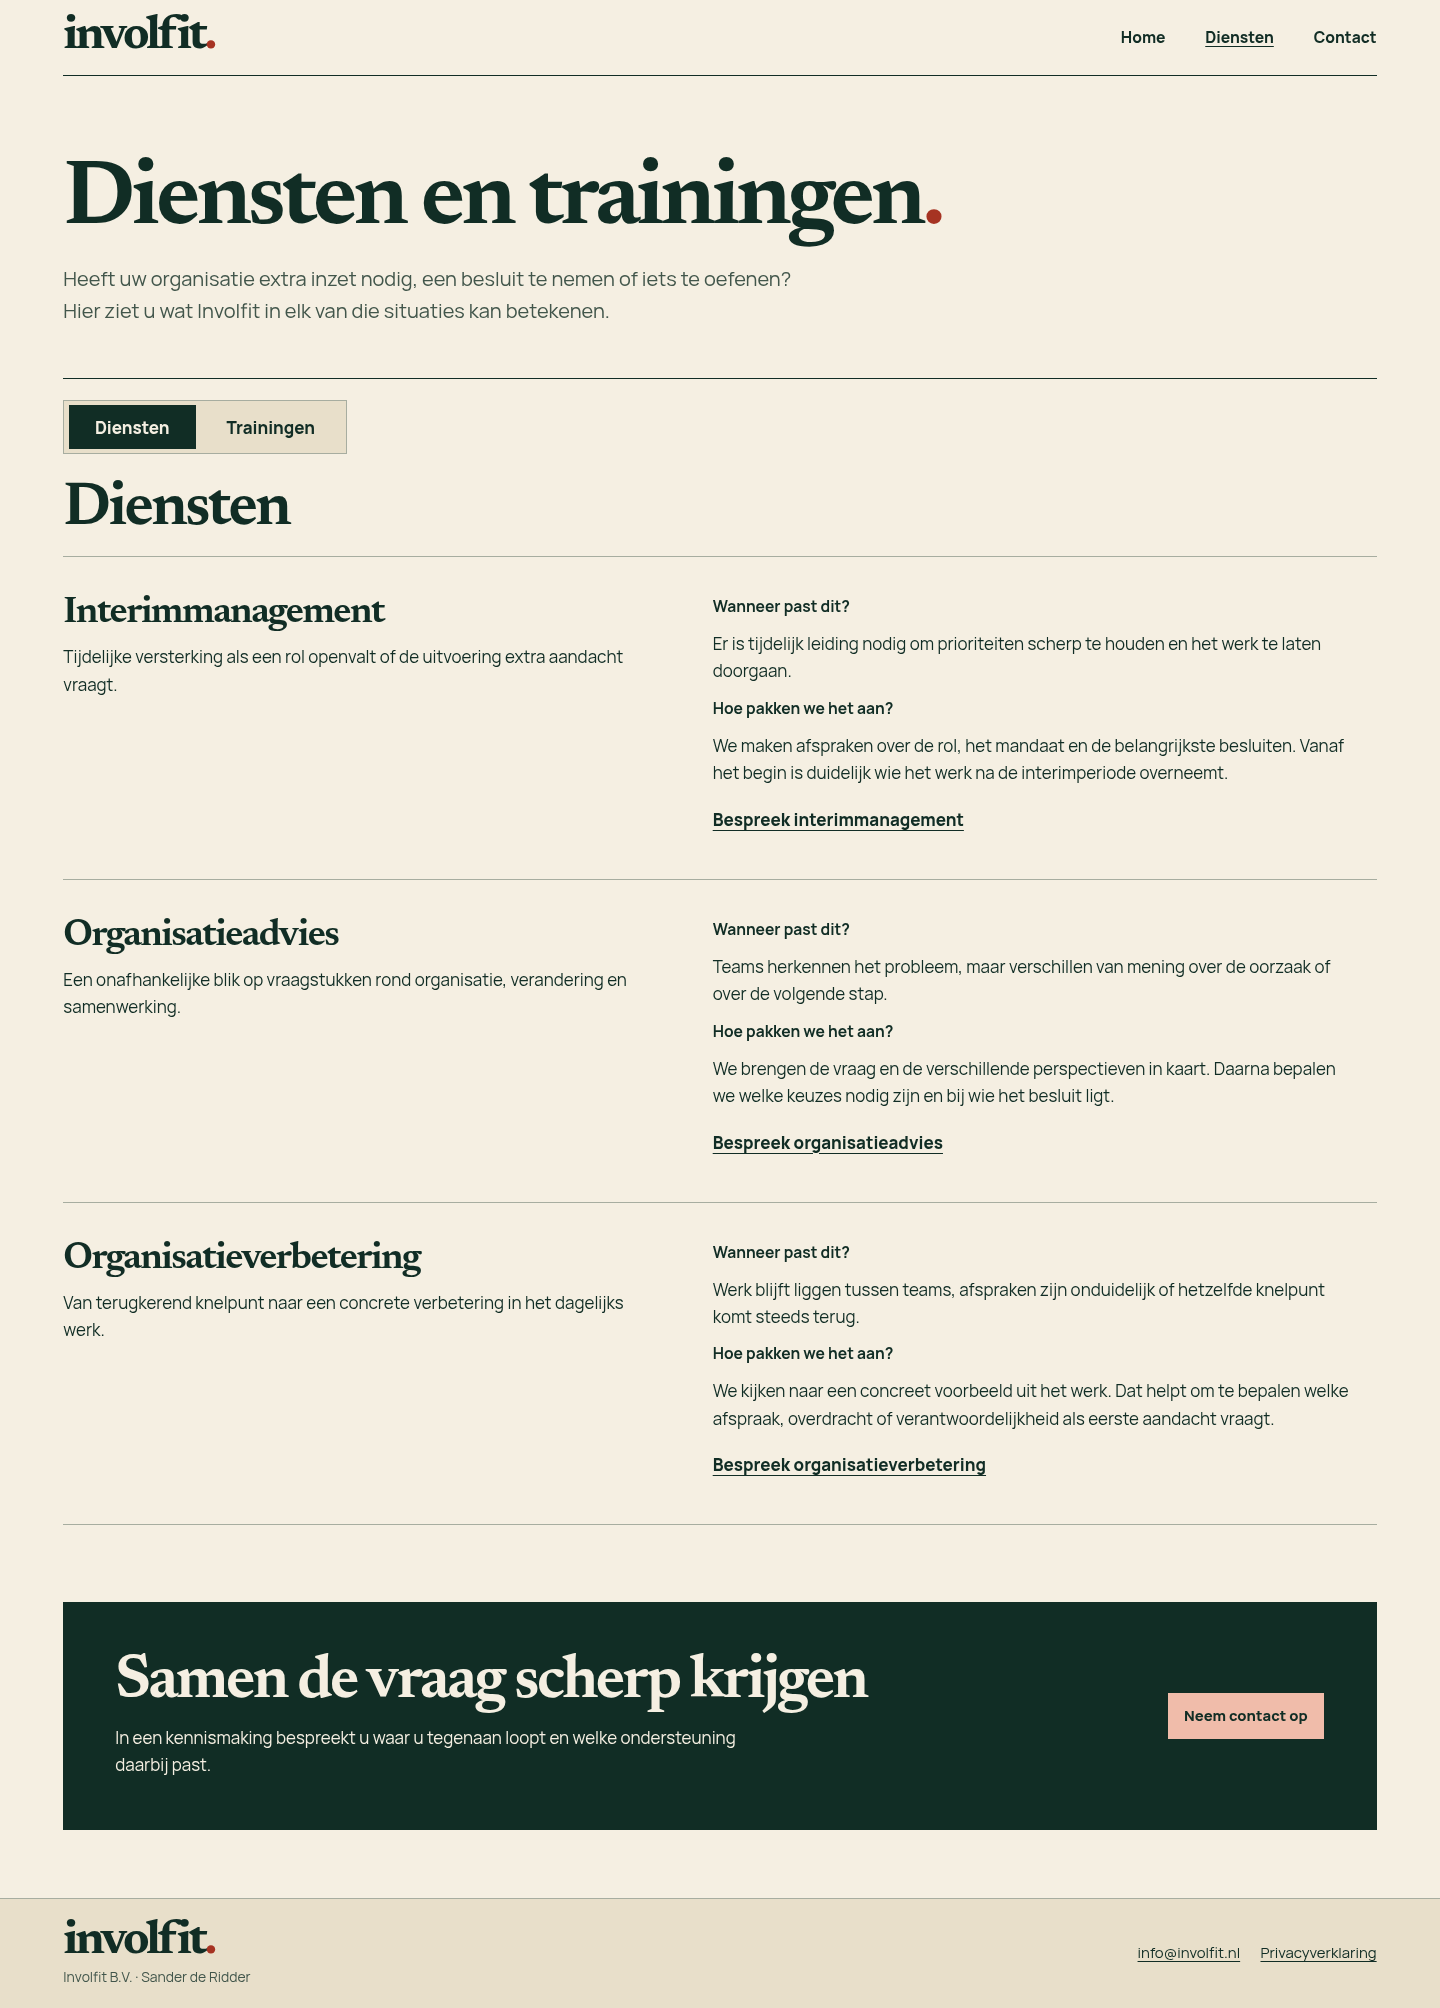 involfit.
Home
Diensten
Contact
Diensten en trainingen.
Heeft uw organisatie extra inzet nodig, een besluit te nemen of iets te oefenen?
Hier ziet u wat Involfit in elk van die situaties kan betekenen.
Diensten
Trainingen
Diensten
Interimmanagement
Tijdelijke versterking als een rol openvalt of de uitvoering extra aandacht
vraagt.
Wanneer past dit?
Er is tijdelijk leiding nodig om prioriteiten scherp te houden en het werk te laten
doorgaan.
Hoe pakken we het aan?
We maken afspraken over de rol, het mandaat en de belangrijkste besluiten. Vanaf
het begin is duidelijk wie het werk na de interimperiode overneemt.
Bespreek interimmanagement
Organisatieadvies
Een onafhankelijke blik op vraagstukken rond organisatie, verandering en
samenwerking.
Wanneer past dit?
Teams herkennen het probleem, maar verschillen van mening over de oorzaak of
over de volgende stap.
Hoe pakken we het aan?
We brengen de vraag en de verschillende perspectieven in kaart. Daarna bepalen
we welke keuzes nodig zijn en bij wie het besluit ligt.
Bespreek organisatieadvies
Organisatieverbetering
Van terugkerend knelpunt naar een concrete verbetering in het dagelijks
werk.
Wanneer past dit?
Werk blijft liggen tussen teams, afspraken zijn onduidelijk of hetzelfde knelpunt
komt steeds terug.
Hoe pakken we het aan?
We kijken naar een concreet voorbeeld uit het werk. Dat helpt om te bepalen welke
afspraak, overdracht of verantwoordelijkheid als eerste aandacht vraagt.
Bespreek organisatieverbetering
Samen de vraag scherp krijgen
In een kennismaking bespreekt u waar u tegenaan loopt en welke ondersteuning
daarbij past.
Neem contact op
involfit.
Involfit B.V. · Sander de Ridder
info@involfit.nl
Privacyverklaring